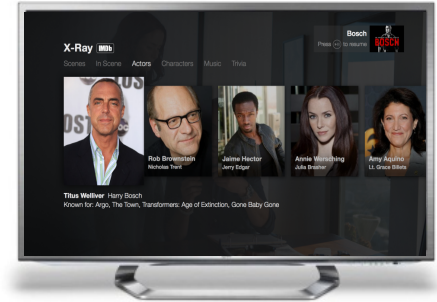 X-Ray IMDb
Bosch
Press to resume
BOSCH
Scenes In Scene Actors Characters Music Trivia
Rob Brownstein
Nicholas Trent
Jaime Hector
Jerry Edgar
Annie Wersching
Julia Brasher
Amy Aquino
Lt. Grace Billets
Titus Welliver Harry Bosch
Known for: Argo, The Town, Transformers: Age of Extinction, Gone Baby Gone